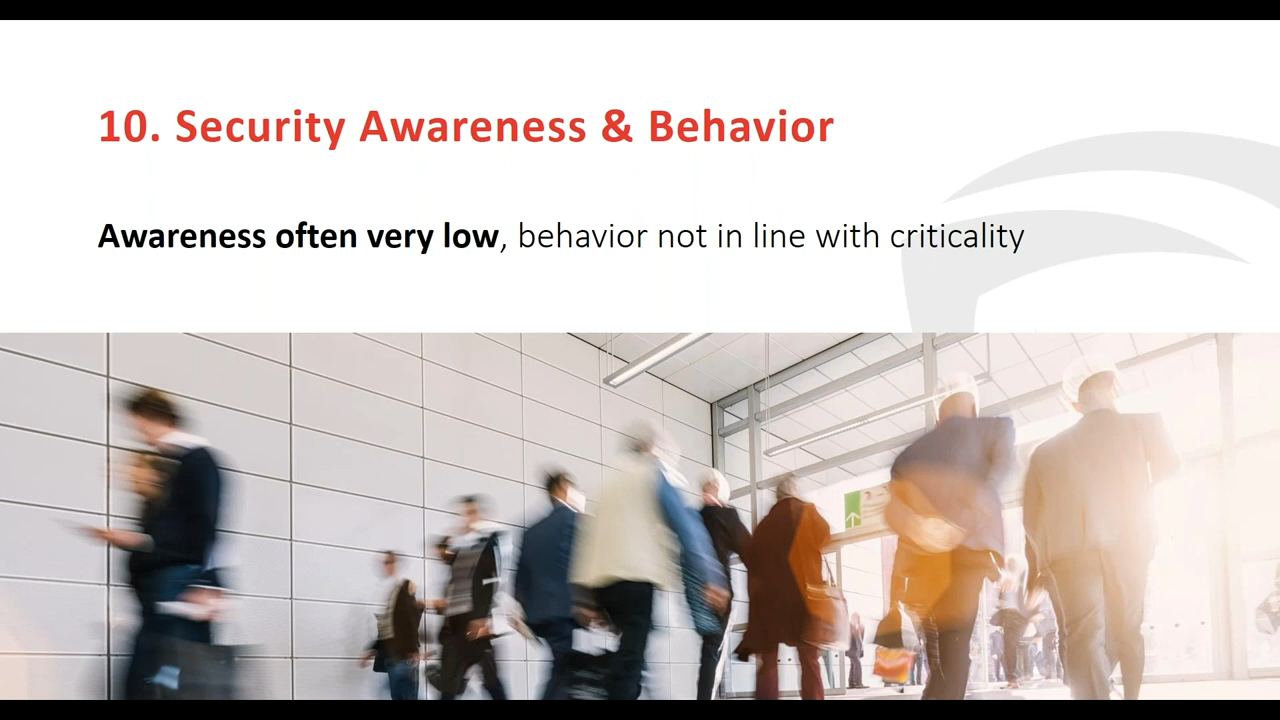 10. Security Awareness & Behavior
Awareness often very low, behavior not in line with criticality